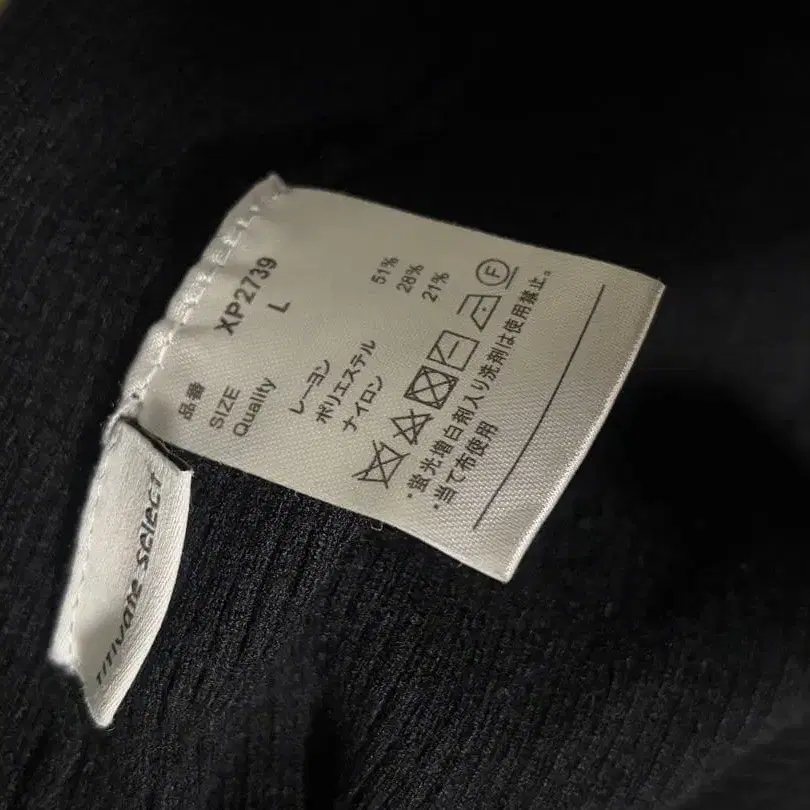 品番 XP2739
SIZE L
Quality
レーヨン 51%
ポリエステル 28%
ナイロン 21%
F
*蛍光増白剤入り洗剤は使用禁止。
*当て布使用
TITIVATE SELECT